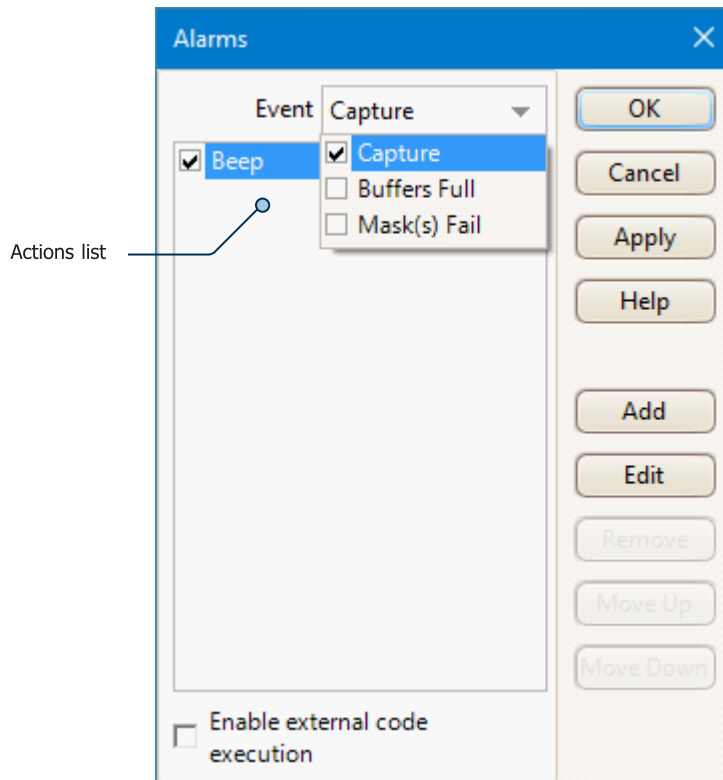 Alarms
Event Capture
Beep
Capture
Buffers Full
Mask(s) Fail
Actions list
Enable external code
execution
OK
Cancel
Apply
Help
Add
Edit
Remove
Move Up
Move Down